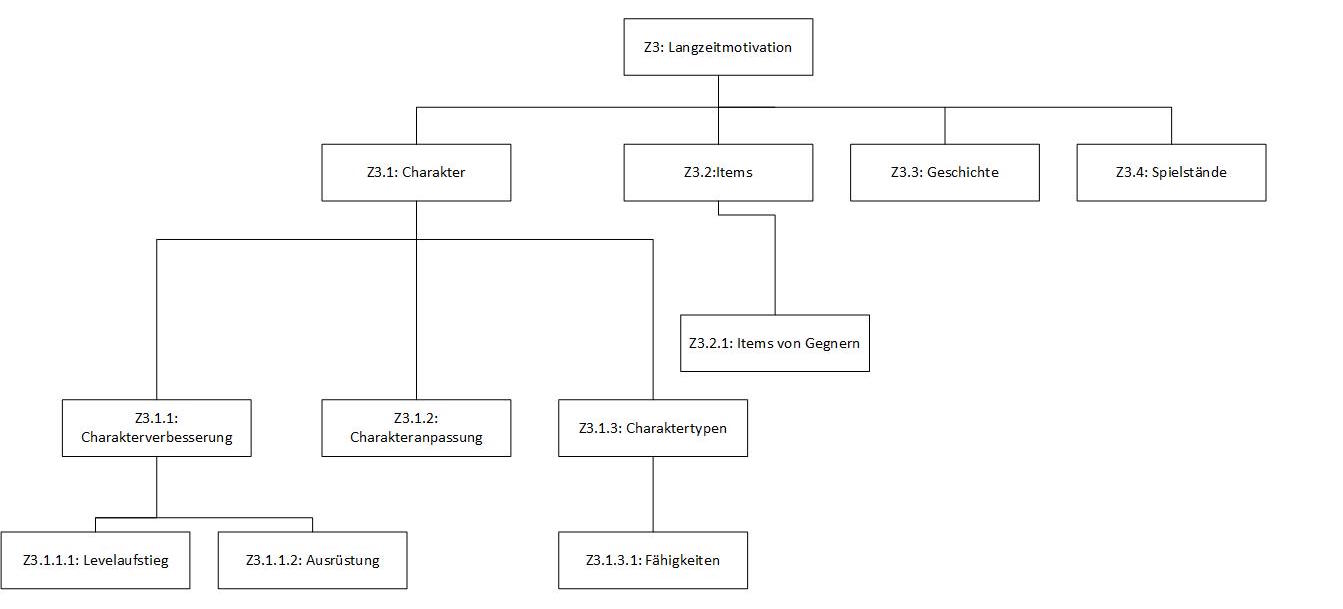 Z3: Langzeitmotivation
Z3.1: Charakter
Z3.2:Items
Z3.3: Geschichte
Z3.4: Spielstände
Z3.2.1: Items von Gegnern
Z3.1.1:
Charakterverbesserung
Z3.1.2:
Charakteranpassung
Z3.1.3: Charaktertypen
Z3.1.1.1: Levelaufstieg
Z3.1.1.2: Ausrüstung
Z3.1.3.1: Fähigkeiten